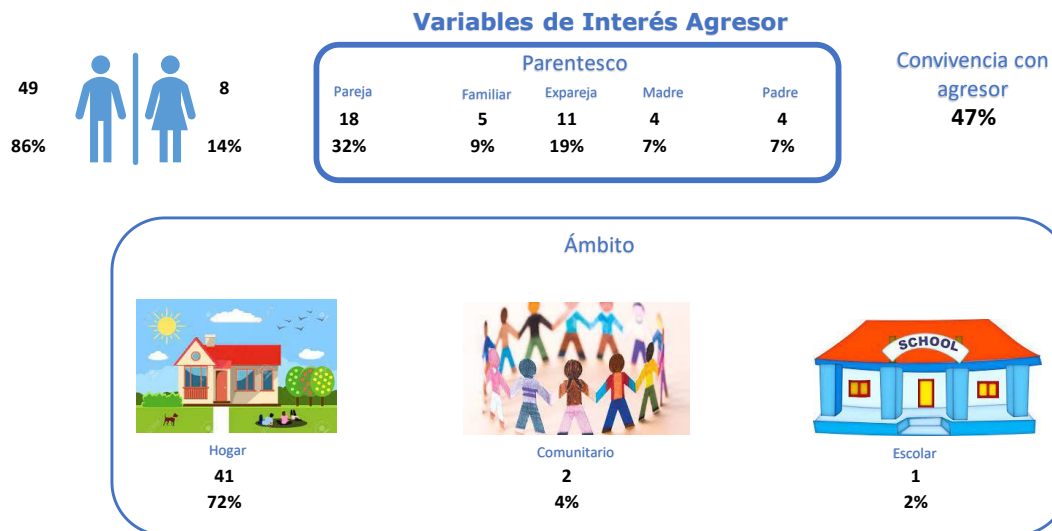 Variables de Interés Agresor
49
86%
8
14%
Parentesco
Pareja Familiar Expareja Madre Padre
18 5 11 4 4
32% 9% 19% 7% 7%
Convivencia con
agresor
47%
Ámbito
SCHOOL
Hogar Comunitario Escolar
41 2 1
72% 4% 2%